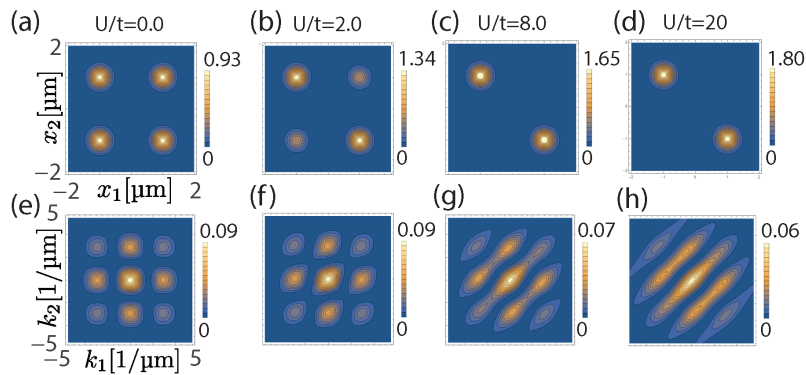 (a) U/t=0.0 (b) U/t=2.0 (c) U/t=8.0 (d) U/t=20
2 0.93 1.34 1.65 1.80
x₂[μm]
−2 0 0 0 0
−2 x₁[μm] 2
(e) (f) (g) (h)
5 0.09 0.09 0.07 0.06
k₂[1/μm]
−5 0 0 0 0
−5 k₁[1/μm] 5